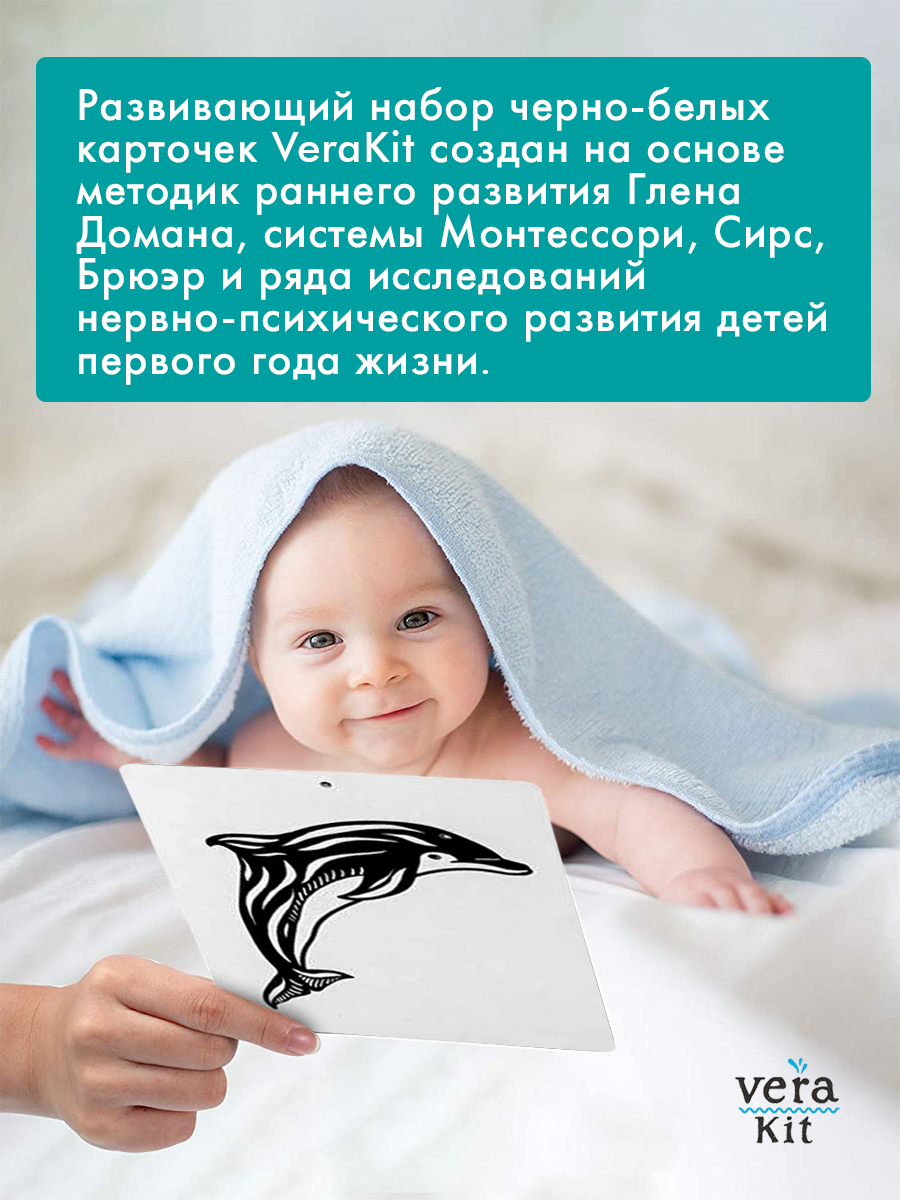 Развивающий набор черно-белых
карточек VeraKit создан на основе
методик раннего развития Глена
Домана, системы Монтессори, Сирс,
Брюэр и ряда исследований
нервно-психического развития детей
первого года жизни.
vera
Kit